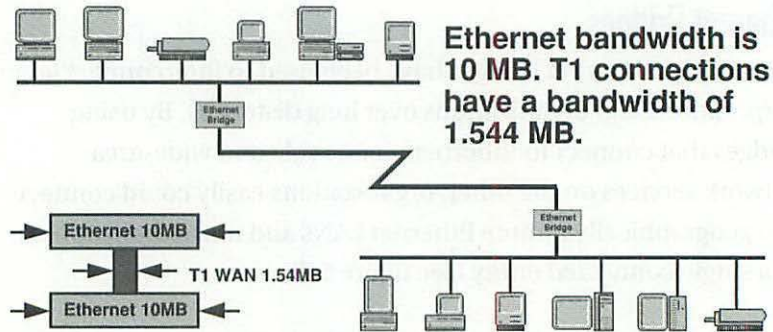 Ethernet bandwidth is
10 MB. T1 connections
have a bandwidth of
1.544 MB.
Ethernet
Bridge
Ethernet
Bridge
Ethernet 10MB
T1 WAN 1.54MB
Ethernet 10MB